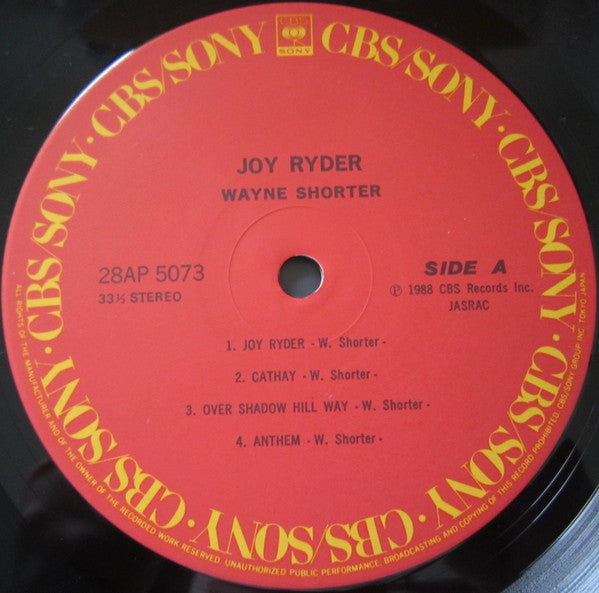 CBS/SONY · CBS/SONY · CBS/SONY · CBS/SONY · CBS/SONY · CBS/SONY · CBS/SONY · CBS/SONY
CBS
SONY
JOY RYDER
WAYNE SHORTER
28AP 5073
33⅓ STEREO
SIDE A
℗ 1988 CBS Records Inc.
JASRAC
1. JOY RYDER - W. Shorter -
2. CATHAY - W. Shorter -
3. OVER SHADOW HILL WAY - W. Shorter -
4. ANTHEM - W. Shorter -
ALL RIGHTS OF THE MANUFACTURER AND OF THE OWNER OF THE RECORDED WORK RESERVED. UNAUTHORIZED PUBLIC PERFORMANCE, BROADCASTING AND COPYING OF THIS RECORD PROHIBITED. CBS/SONY GROUP INC. TOKYO JAPAN